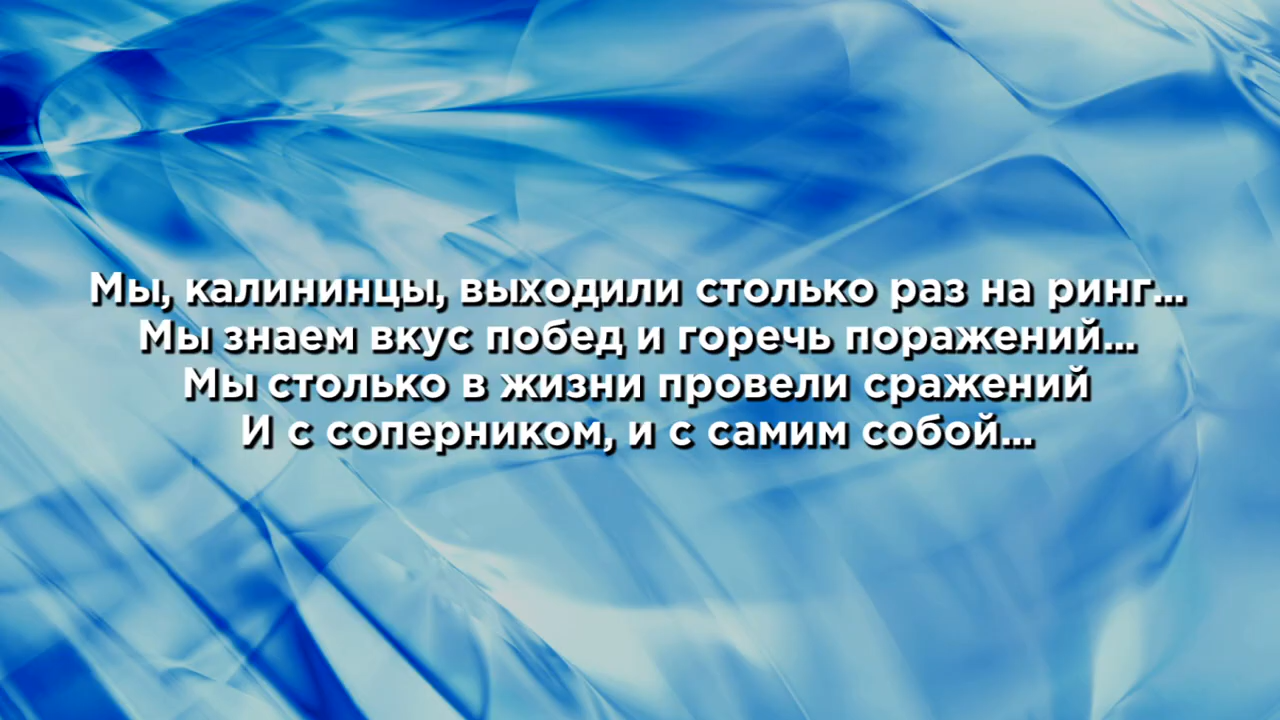 Мы, калининцы, выходили столько раз на ринг...
Мы знаем вкус побед и горечь поражений...
Мы столько в жизни провели сражений
И с соперником, и с самим собой...